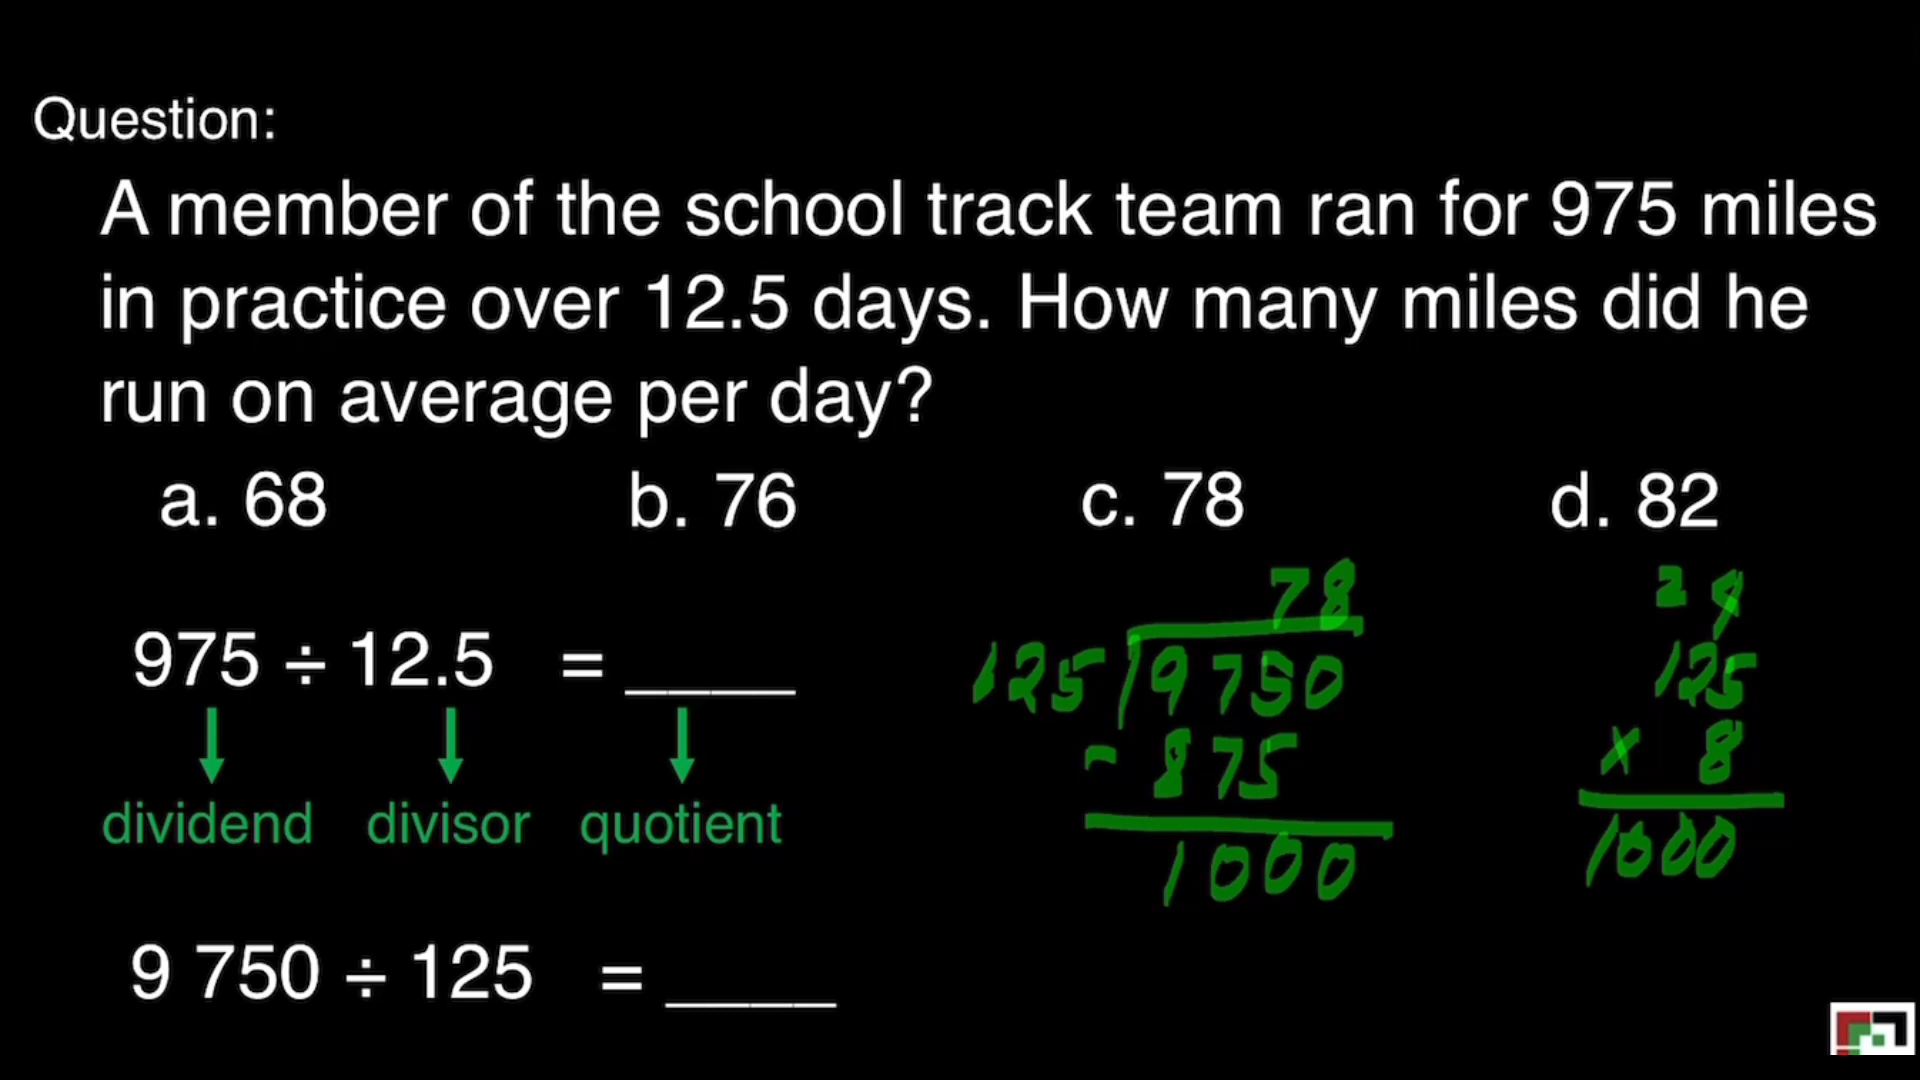 Question:
A member of the school track team ran for 975 miles
in practice over 12.5 days. How many miles did he
run on average per day?
a. 68 b. 76 c. 78 d. 82
975 ÷ 12.5 = ____
dividend divisor quotient
9 750 ÷ 125 = ____
78
125 9750
- 875
1000
2 4
125
x 8
1000